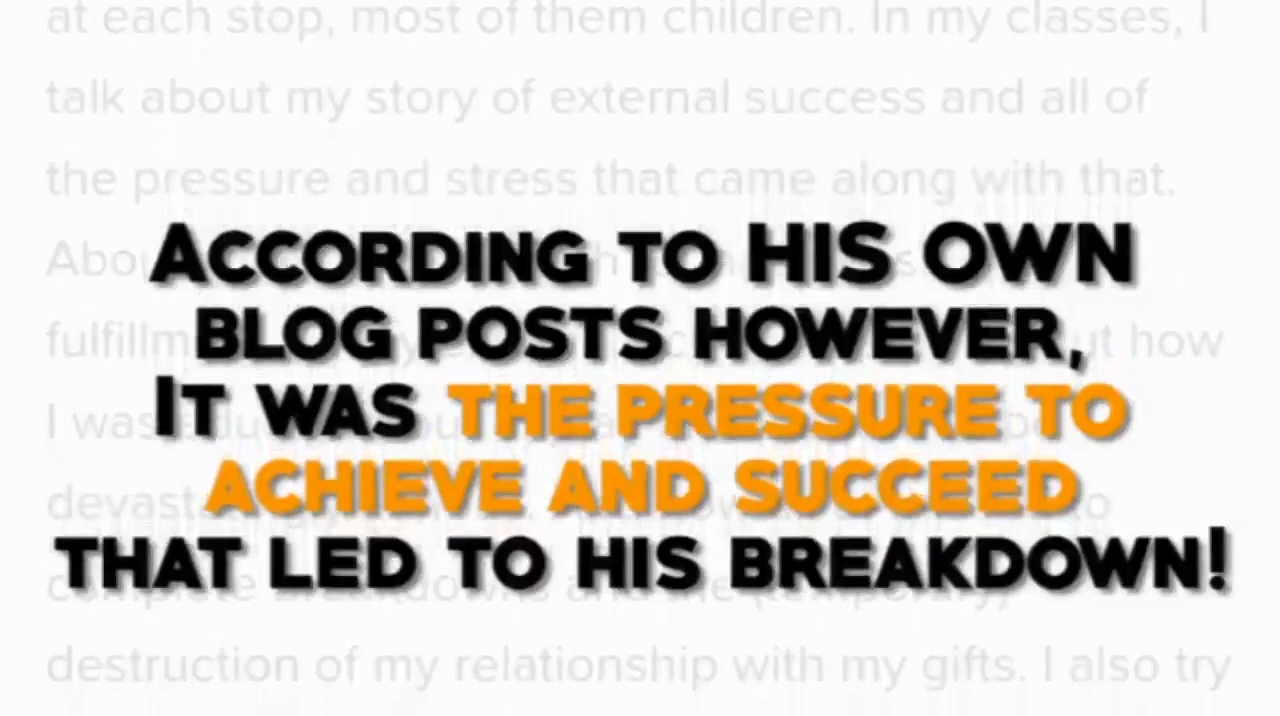 at each stop, most of them children. In my classes, I
talk about my story of external success and all of
the pressure and stress that came along with that.
ACCORDING TO HIS OWN
BLOG POSTS HOWEVER,
fulfillm
t how
IT WAS THE PRESSURE TO
I was
ACHIEVE AND SUCCEED
THAT LED TO HIS BREAKDOWN!
destruction of my relationship with my gifts. I also try